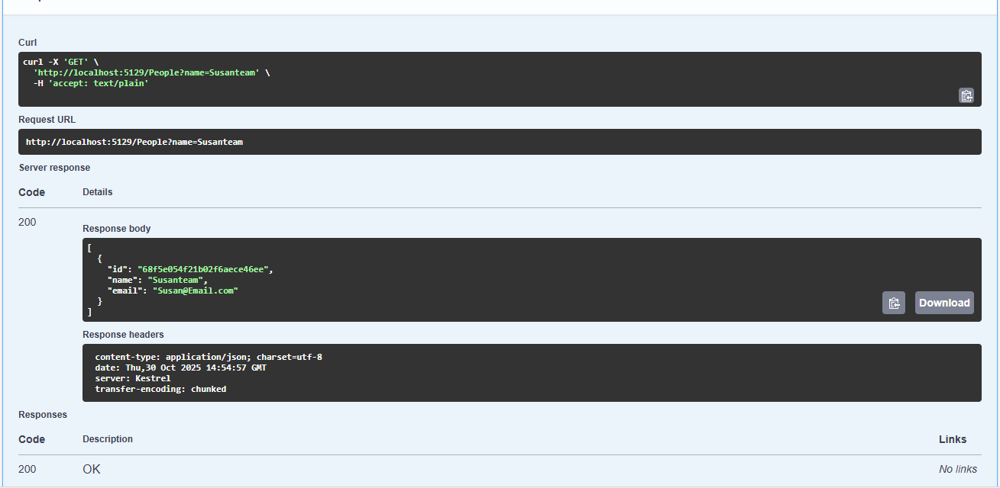 Curl
curl -X 'GET' \
'http://localhost:5129/People?name=Susanteam' \
-H 'accept: text/plain'
Request URL
http://localhost:5129/People?name=Susanteam
Server response
Code Details
200
Response body
[
{
"id": "68f5e054f21b02f6aece46ee",
"name": "Susanteam",
"email": "Susan@Email.com"
}
]
Download
Response headers
content-type: application/json; charset=utf-8
date: Thu,30 Oct 2025 14:54:57 GMT
server: Kestrel
transfer-encoding: chunked
Responses
Code Description Links
200 OK No links